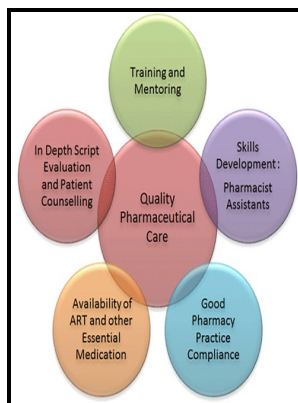 Training and
Mentoring
In Depth Script
Evaluation
and Patient
Counselling
Skills
Development:
Pharmacist
Assistants
Quality
Pharmaceutical
Care
Availability of
ART and other
Essential
Medication
Good
Pharmacy
Practice
Compliance